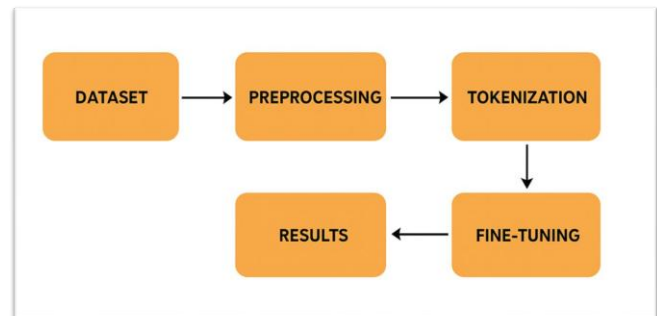 DATASET
PREPROCESSING
TOKENIZATION
FINE-TUNING
RESULTS